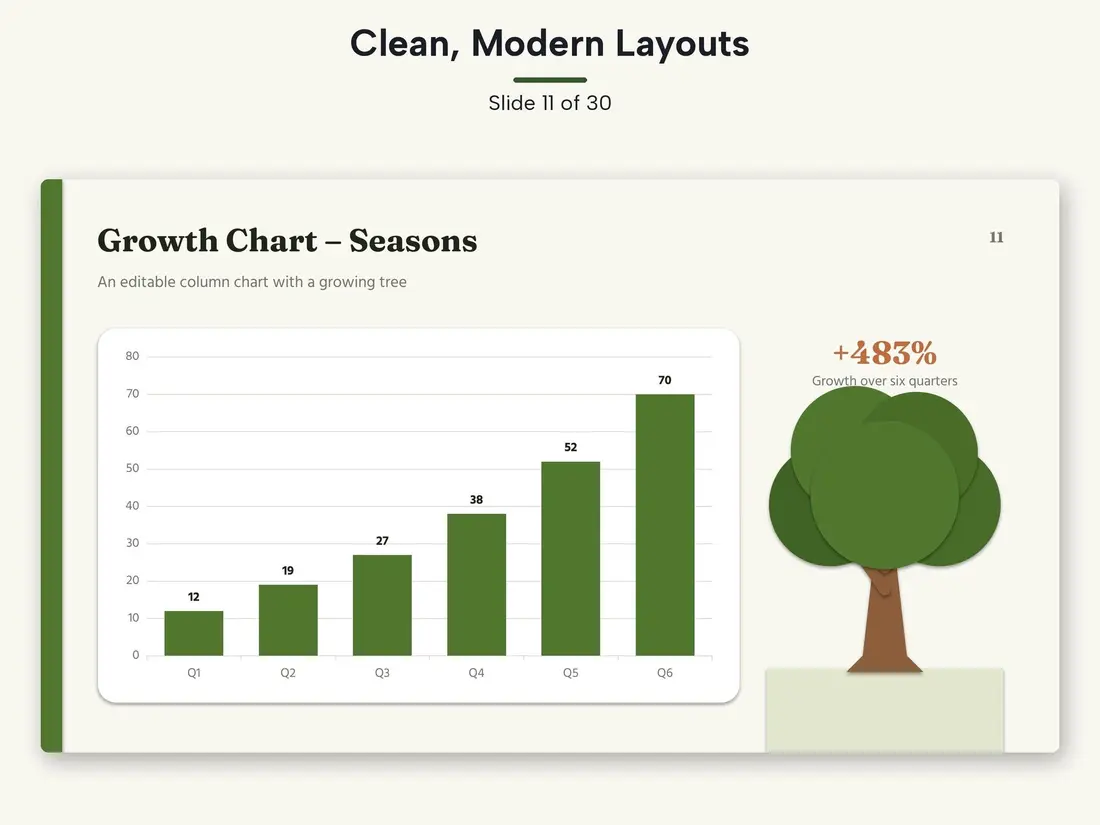 Clean, Modern Layouts
Slide 11 of 30
Growth Chart – Seasons
11
An editable column chart with a growing tree
+483%
Growth over six quarters
80
70
60
50
40
30
20
10
0
12
19
27
38
52
70
Q1
Q2
Q3
Q4
Q5
Q6